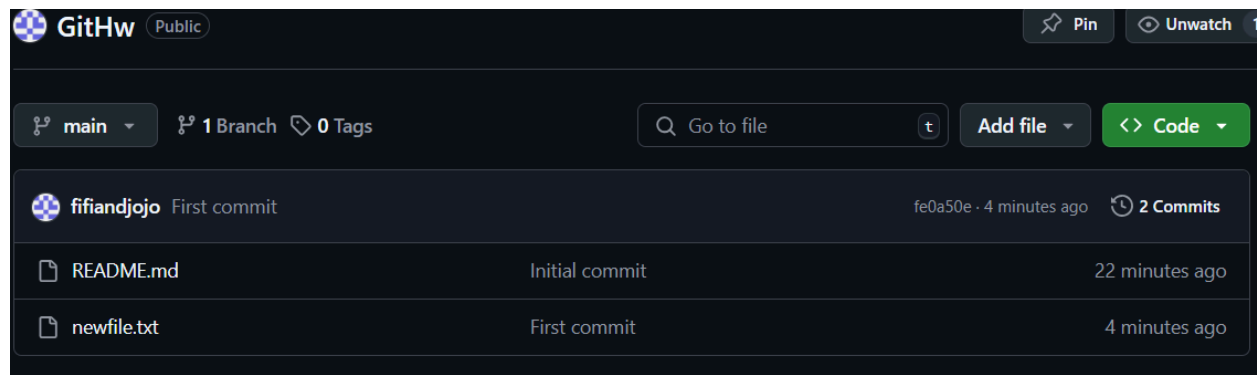 GitHw Public Pin Unwatch 1
main 1 Branch 0 Tags Go to file t Add file Code
fifiandjojo First commit fe0a50e · 4 minutes ago 2 Commits
README.md Initial commit 22 minutes ago
newfile.txt First commit 4 minutes ago